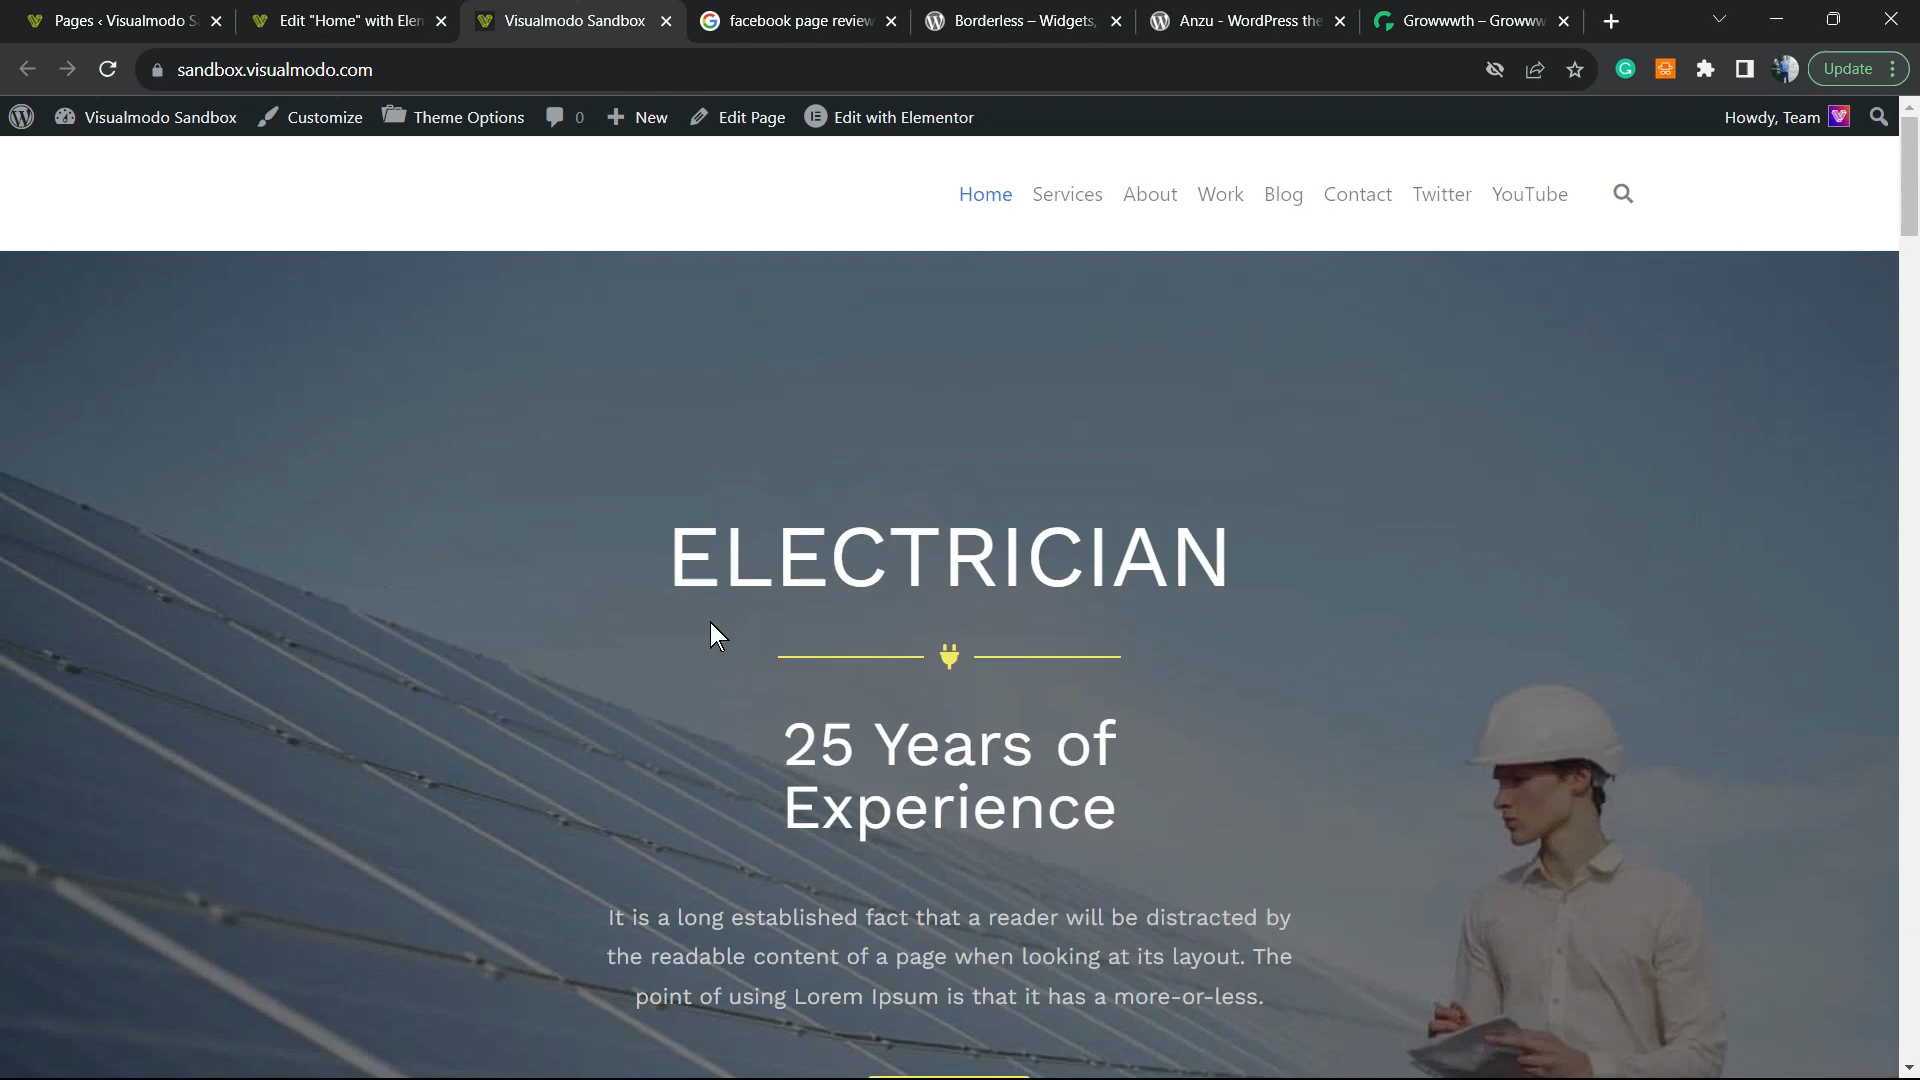 Pages ‹ Visualmodo S
Edit "Home" with Elem
Visualmodo Sandbox
facebook page review
Borderless – Widgets,
Anzu - WordPress the
Growwwth – Growww
sandbox.visualmodo.com
Update
Visualmodo Sandbox
Customize
Theme Options
0
New
Edit Page
Edit with Elementor
Howdy, Team
Home Services About Work Blog Contact Twitter YouTube
ELECTRICIAN
25 Years of
Experience
It is a long established fact that a reader will be distracted by
the readable content of a page when looking at its layout. The
point of using Lorem Ipsum is that it has a more-or-less.